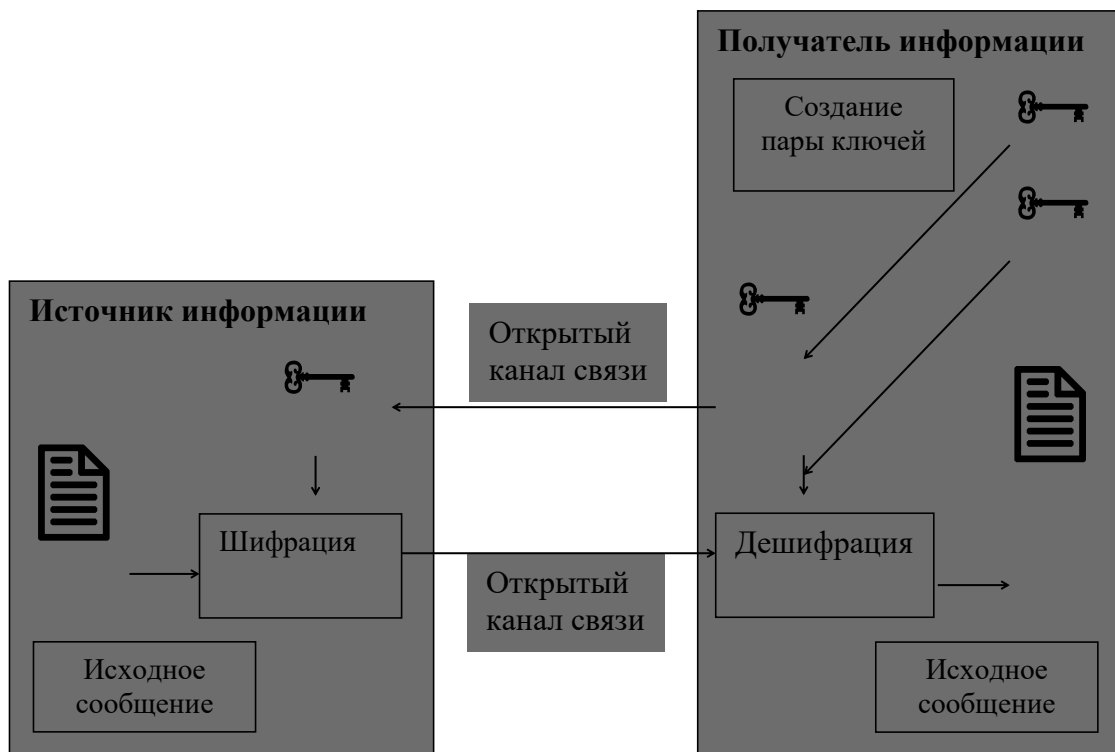 Получатель информации
Создание
пары ключей
Источник информации
Открытый
канал связи
Шифрация
Дешифрация
Открытый
канал связи
Исходное
сообщение
Исходное
сообщение